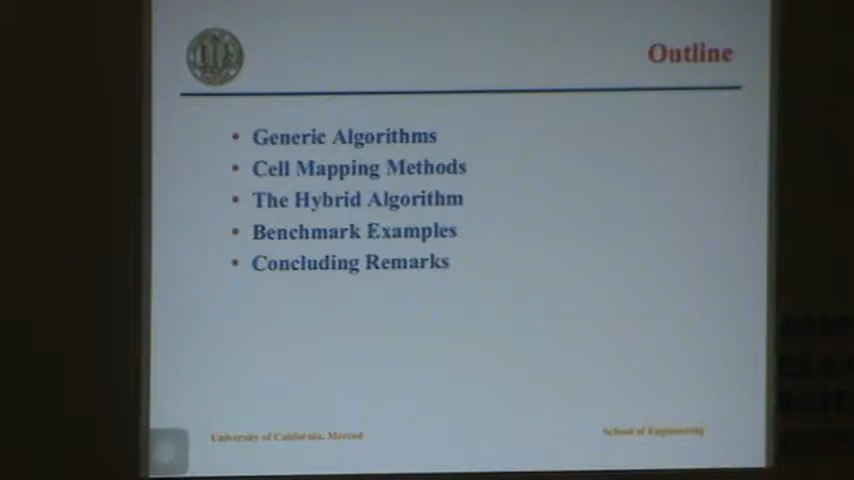 Outline
• Generic Algorithms
• Cell Mapping Methods
• The Hybrid Algorithm
• Benchmark Examples
• Concluding Remarks
University of California, Merced
School of Engineering